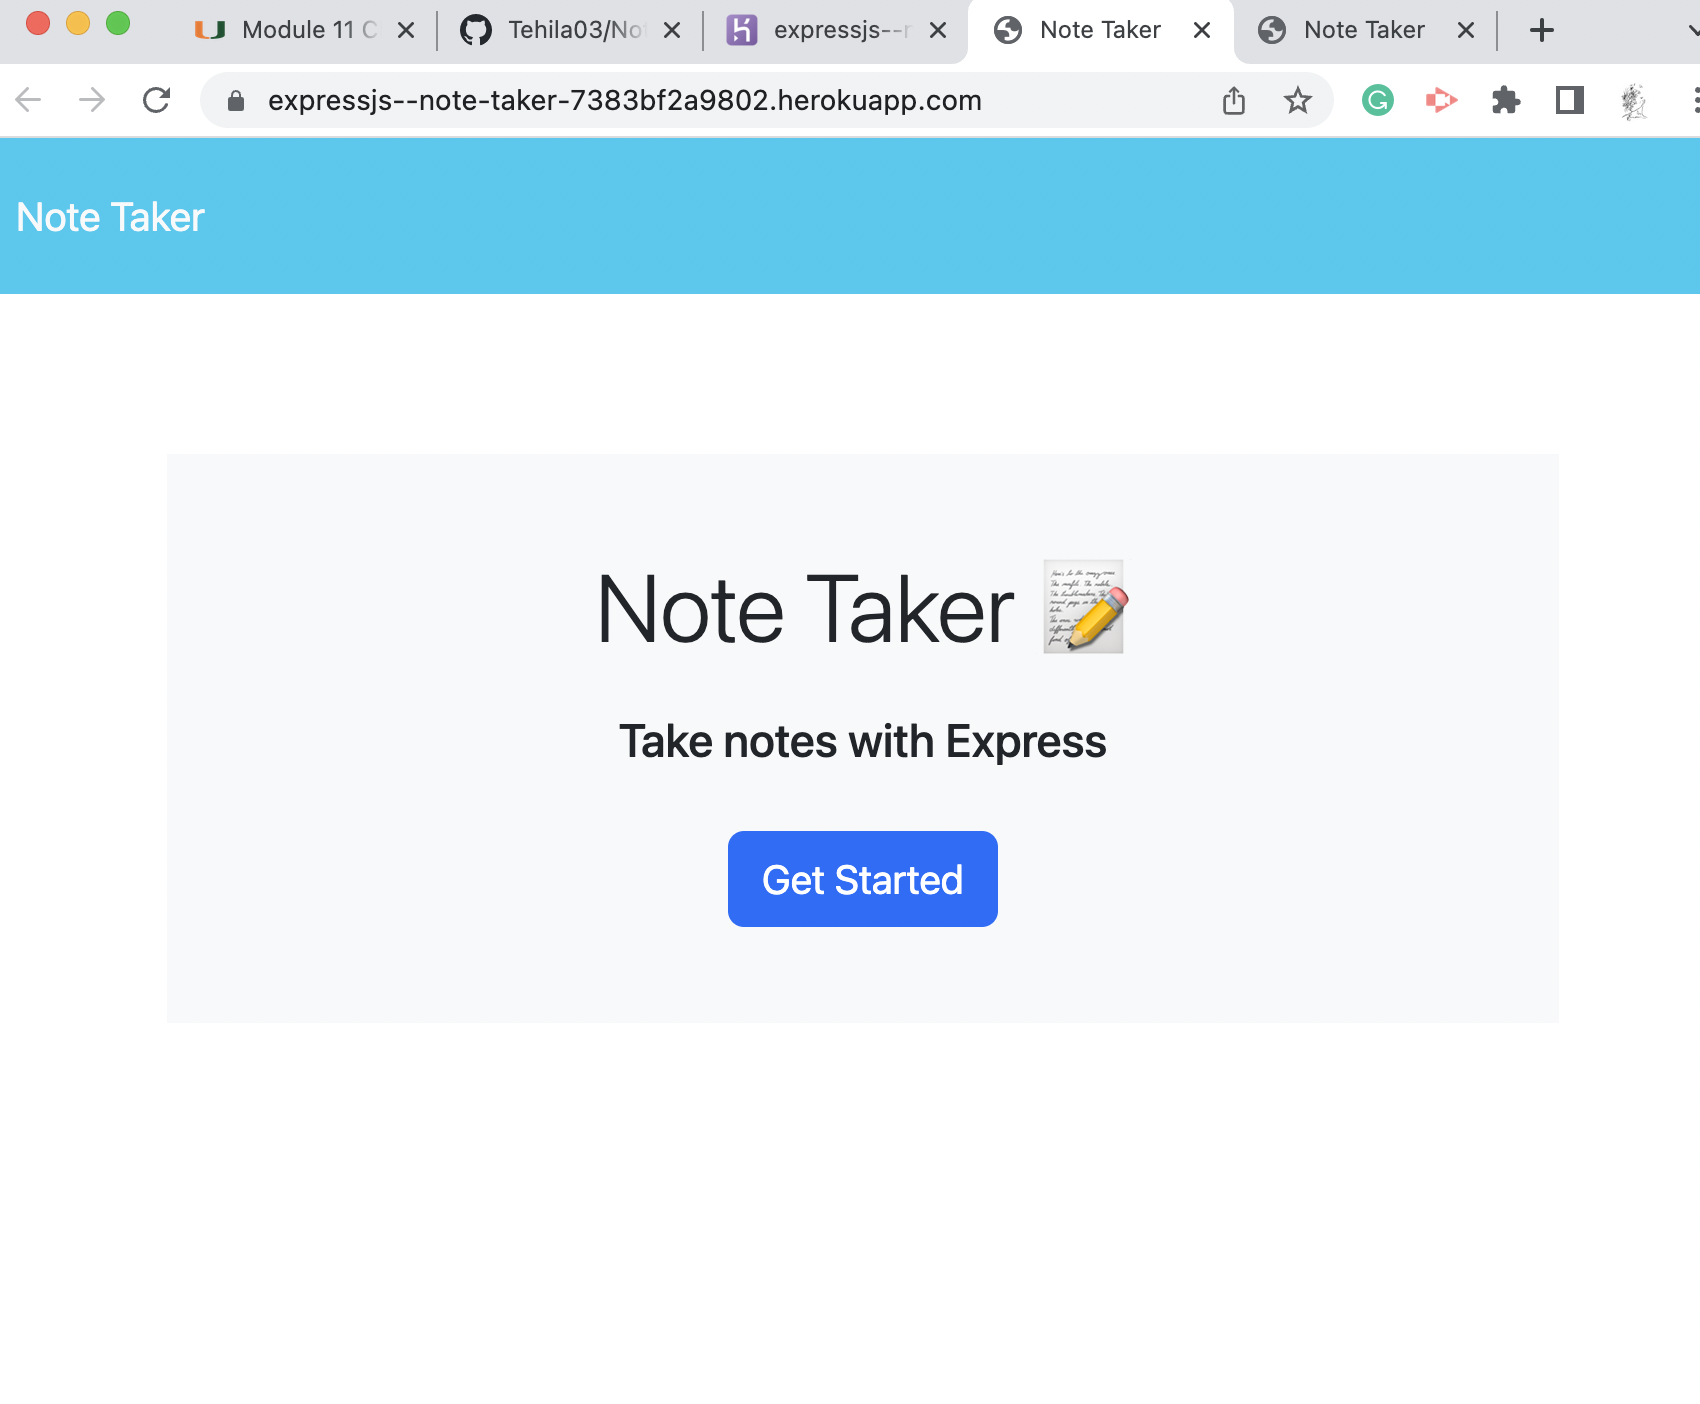 Module 11 C
Tehila03/Not
expressjs--n
Note Taker
Note Taker
expressjs--note-taker-7383bf2a9802.herokuapp.com
Note Taker
Note Taker
Take notes with Express
Get Started